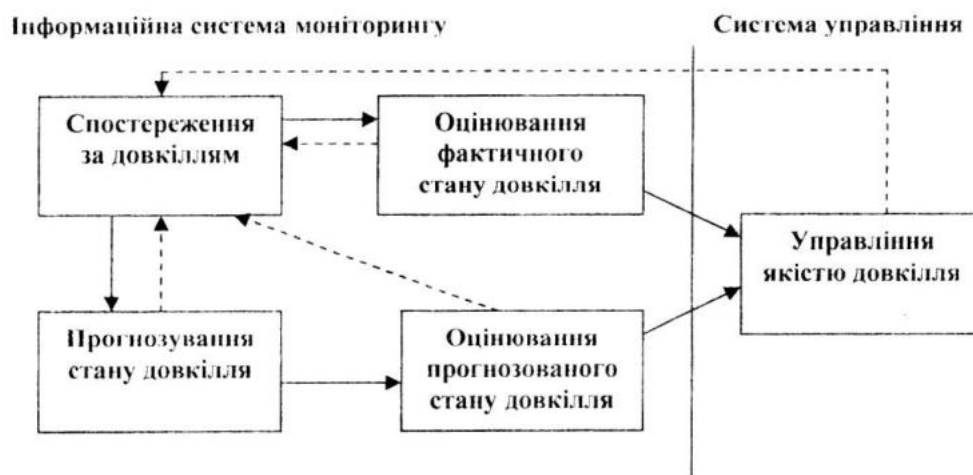 Інформаційна система моніторингу
Система управління
Спостереження
за довкіллям
Оцінювання
фактичного
стану довкілля
Управління
якістю довкілля
Прогнозування
стану довкілля
Оцінювання
прогнозованого
стану довкілля